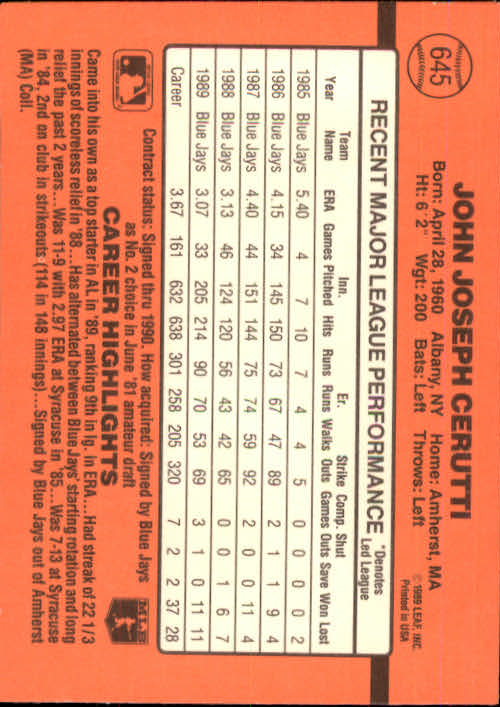 645
JOHN JOSEPH CERUTTI
Born: April 28, 1960 Albany, NY Home: Amherst, MA
Ht: 6' 2" Wgt: 200 Bats: Left Throws: Left
© 1989 LEAF, INC.
Printed in USA
RECENT MAJOR LEAGUE PERFORMANCE *Denotes Led League
Team Inn. Er. Strike Comp. Shut
Year Name ERA Games Pitched Hits Runs Runs Walks Outs Games Outs Save Won Lost
1985 Blue Jays 5.40 4 7 10 7 4 4 5 0 0 0 0 2
1986 Blue Jays 4.15 34 145 150 73 67 47 89 2 1 1 9 4
1987 Blue Jays 4.40 44 151 144 75 74 59 92 2 0 0 11 4
1988 Blue Jays 3.13 46 124 120 56 43 42 65 0 0 1 6 7
1989 Blue Jays 3.07 33 205 214 90 70 53 69 3 1 0 11 11
Career 3.67 161 632 638 301 258 205 320 7 2 2 37 28
Contract status: Signed thru 1990. How acquired: Signed by Blue Jays
as No. 2 choice in June '81 amateur draft
MLB
CAREER HIGHLIGHTS
Came into his own as a top starter in AL in '89, ranking 9th in lg. in ERA...Had streak of 22 1/3
innings of scoreless relief in '88...Has alternated between Blue Jays' starting rotation and long
relief the past 2 years...Was 11-9 with 2.97 ERA at Syracuse in '85...Was 7-13 at Syracuse
in '84, 2nd on club in strikeouts (114 in 148 innings)...Signed by Blue Jays out of Amherst
(MA) Coll.